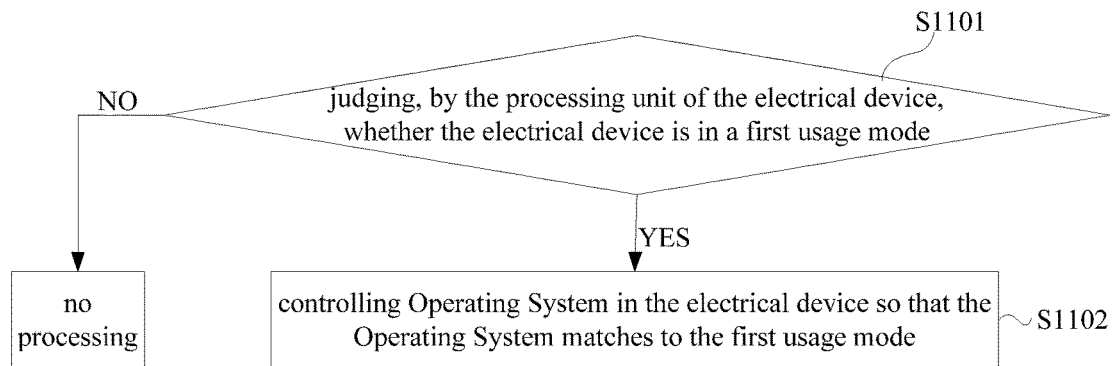 S1101
judging, by the processing unit of the electrical device,
whether the electrical device is in a first usage mode
NO
YES
no
processing
controlling Operating System in the electrical device so that the
Operating System matches to the first usage mode
S1102